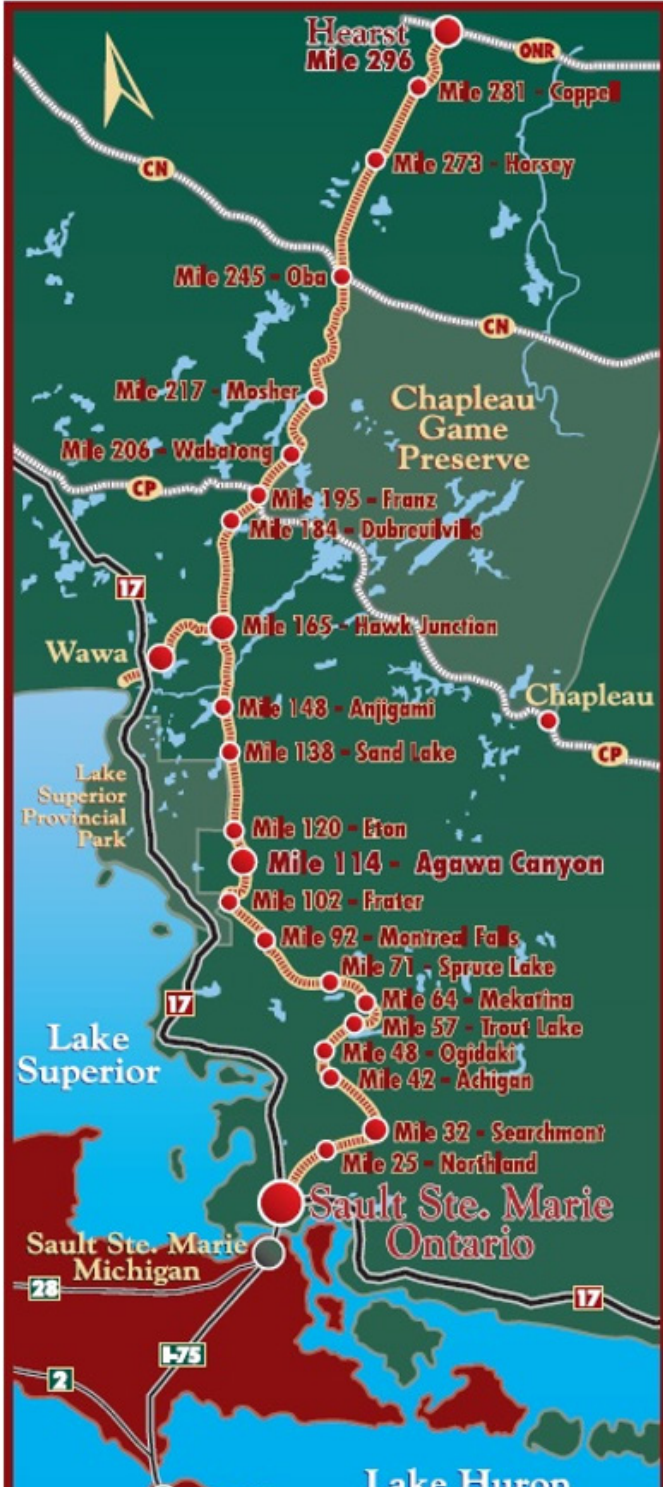 Hearst
Mile 296
ONR
Mile 281 - Coppell
CN
Mile 273 - Horsey
Mile 245 - Oba
CN
Mile 217 - Mosher
Chapleau
Game
Preserve
Mile 206 - Wabatong
CP
Mile 195 - Franz
Mile 184 - Dubreuilville
17
Mile 165 - Hawk Junction
Wawa
Chapleau
Mile 148 - Anjigami
Mile 138 - Sand Lake
CP
Lake
Superior
Provincial
Park
Mile 120 - Eton
Mile 114 - Agawa Canyon
Mile 102 - Frater
Mile 92 - Montreal Falls
Mile 71 - Spruce Lake
17
Mile 64 - Mekatina
Mile 57 - Trout Lake
Lake
Superior
Mile 48 - Ogidaki
Mile 42 - Achigan
Mile 32 - Searchmont
Mile 25 - Northland
Sault Ste. Marie
Ontario
Sault Ste. Marie
Michigan
28
17
I-75
2
Lake Huron